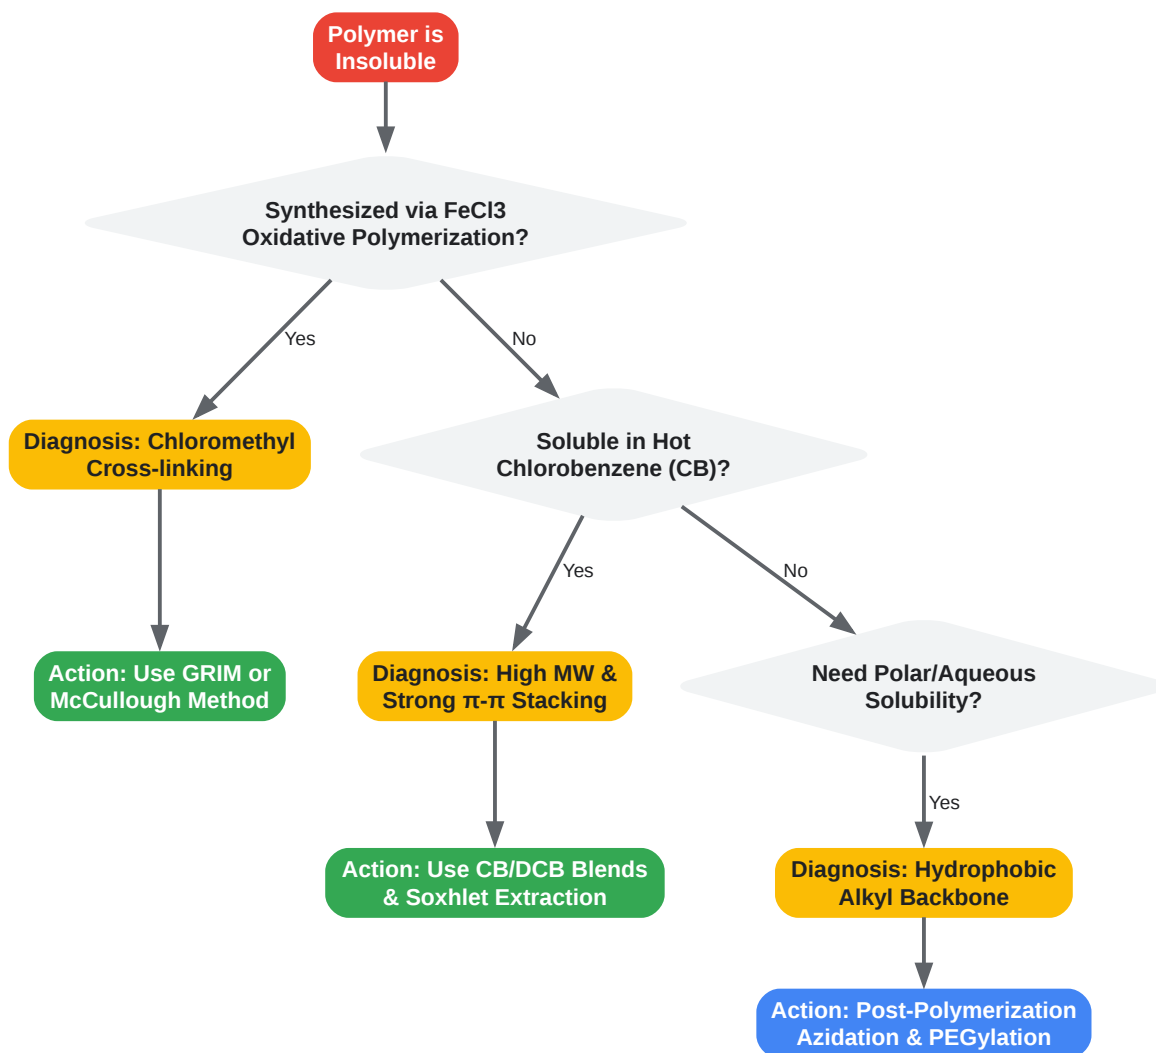 Polymer is
Insoluble
Synthesized via FeCl3
Oxidative Polymerization?
Yes
No
Diagnosis: Chloromethyl
Cross-linking
Soluble in Hot
Chlorobenzene (CB)?
Yes
No
Action: Use GRIM or
McCullough Method
Diagnosis: High MW &
Strong π-π Stacking
Need Polar/Aqueous
Solubility?
Yes
Action: Use CB/DCB Blends
& Soxhlet Extraction
Diagnosis: Hydrophobic
Alkyl Backbone
Action: Post-Polymerization
Azidation & PEGylation